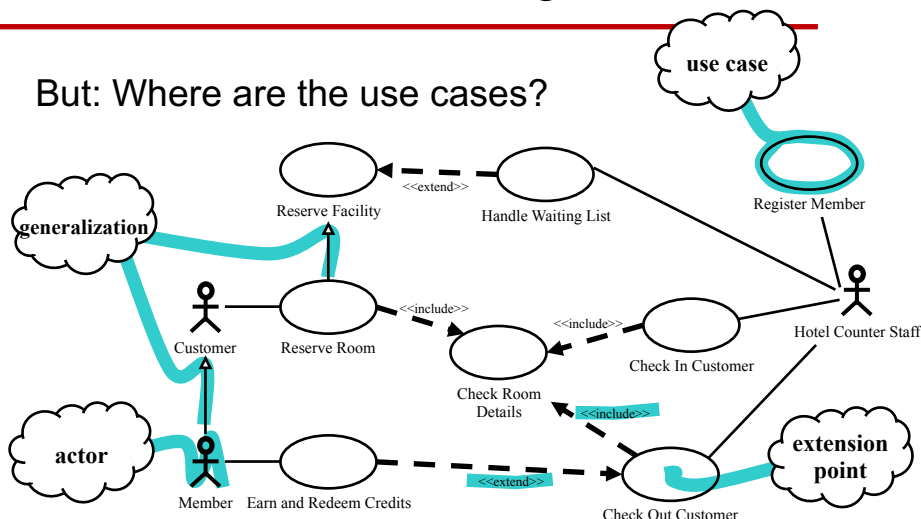 But: Where are the use cases?
use case
<<extend>>
Reserve Facility
Handle Waiting List
Register Member
generalization
<<include>>
<<include>>
Customer
Reserve Room
Check In Customer
Hotel Counter Staff
Check Room
Details
<<include>>
actor
extension
point
<<extend>>
Member
Earn and Redeem Credits
Check Out Customer